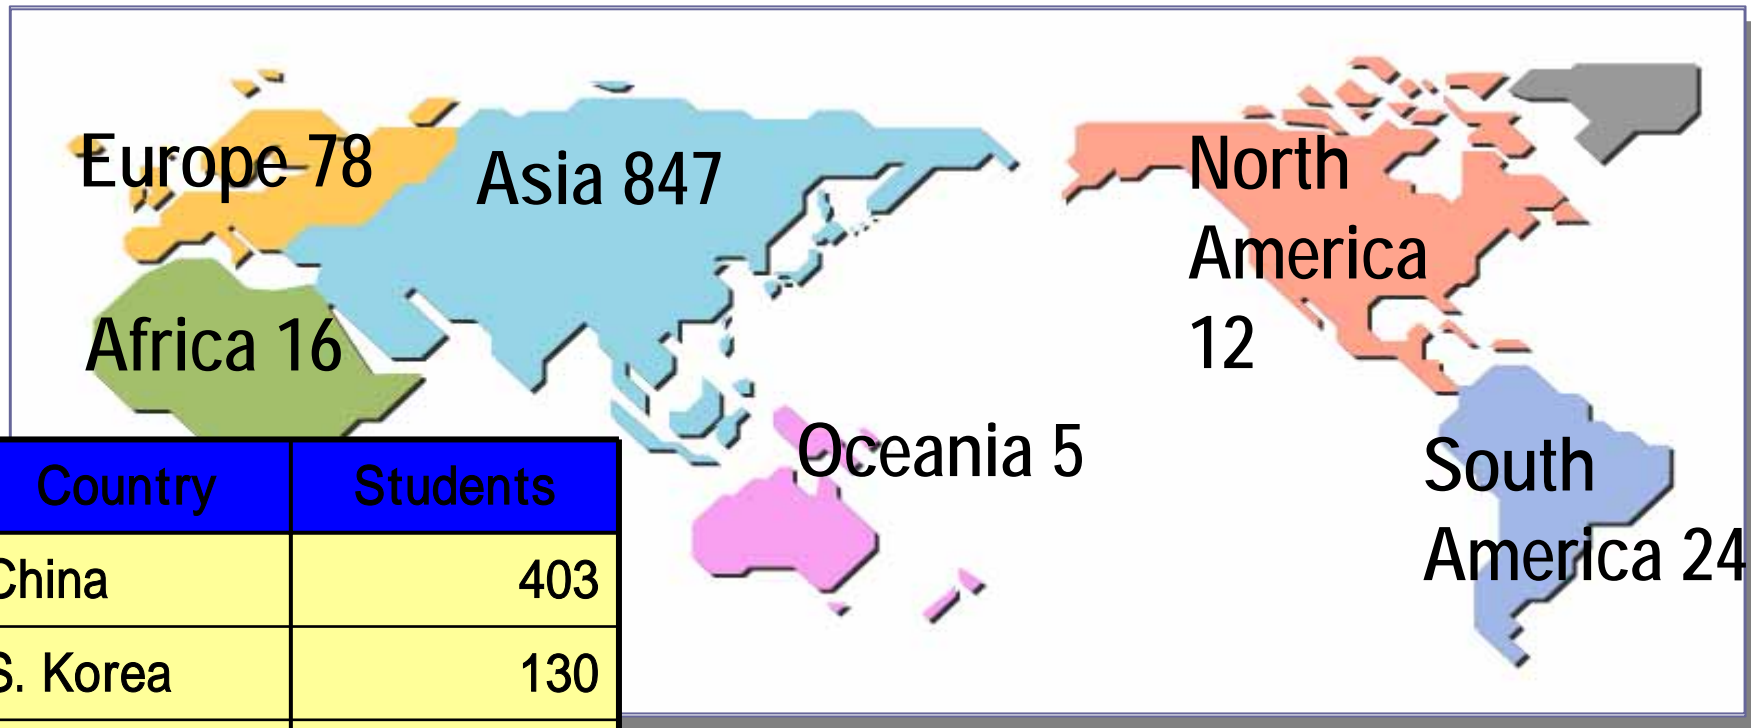 Europe 78
Asia 847
North
America
12
Africa 16
Oceania 5
South
America 24
Country Students
China 403
S. Korea 130